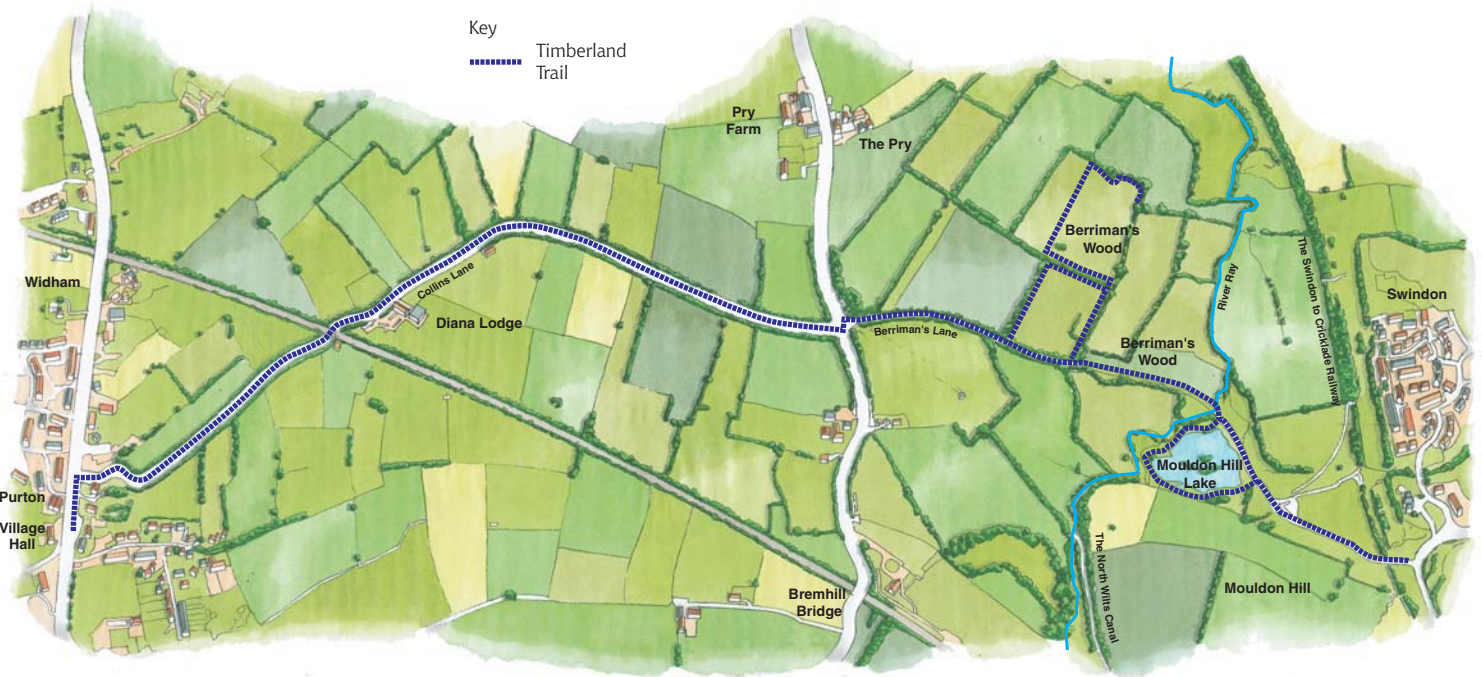 Key
Timberland
Trail
Pry
Farm
The Pry
Berriman's
Wood
River Ray
The Swindon to Cricklade Railway
Widham
Collins Lane
Diana Lodge
Berriman's Lane
Berriman's
Wood
Swindon
Mouldon Hill
Lake
Purton
Village
Hall
Bremhill
Bridge
The North Wilts Canal
Mouldon Hill